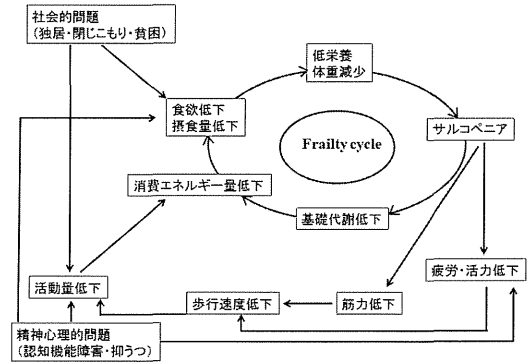 社会的問題
(独居・閉じこもり・貧困)
低栄養
体重減少
食欲低下
摂食量低下
サルコペニア
Frailty cycle
消費エネルギー量低下
基礎代謝低下
疲労・活力低下
活動量低下
歩行速度低下
筋力低下
精神心理的問題
(認知機能障害・抑うつ)